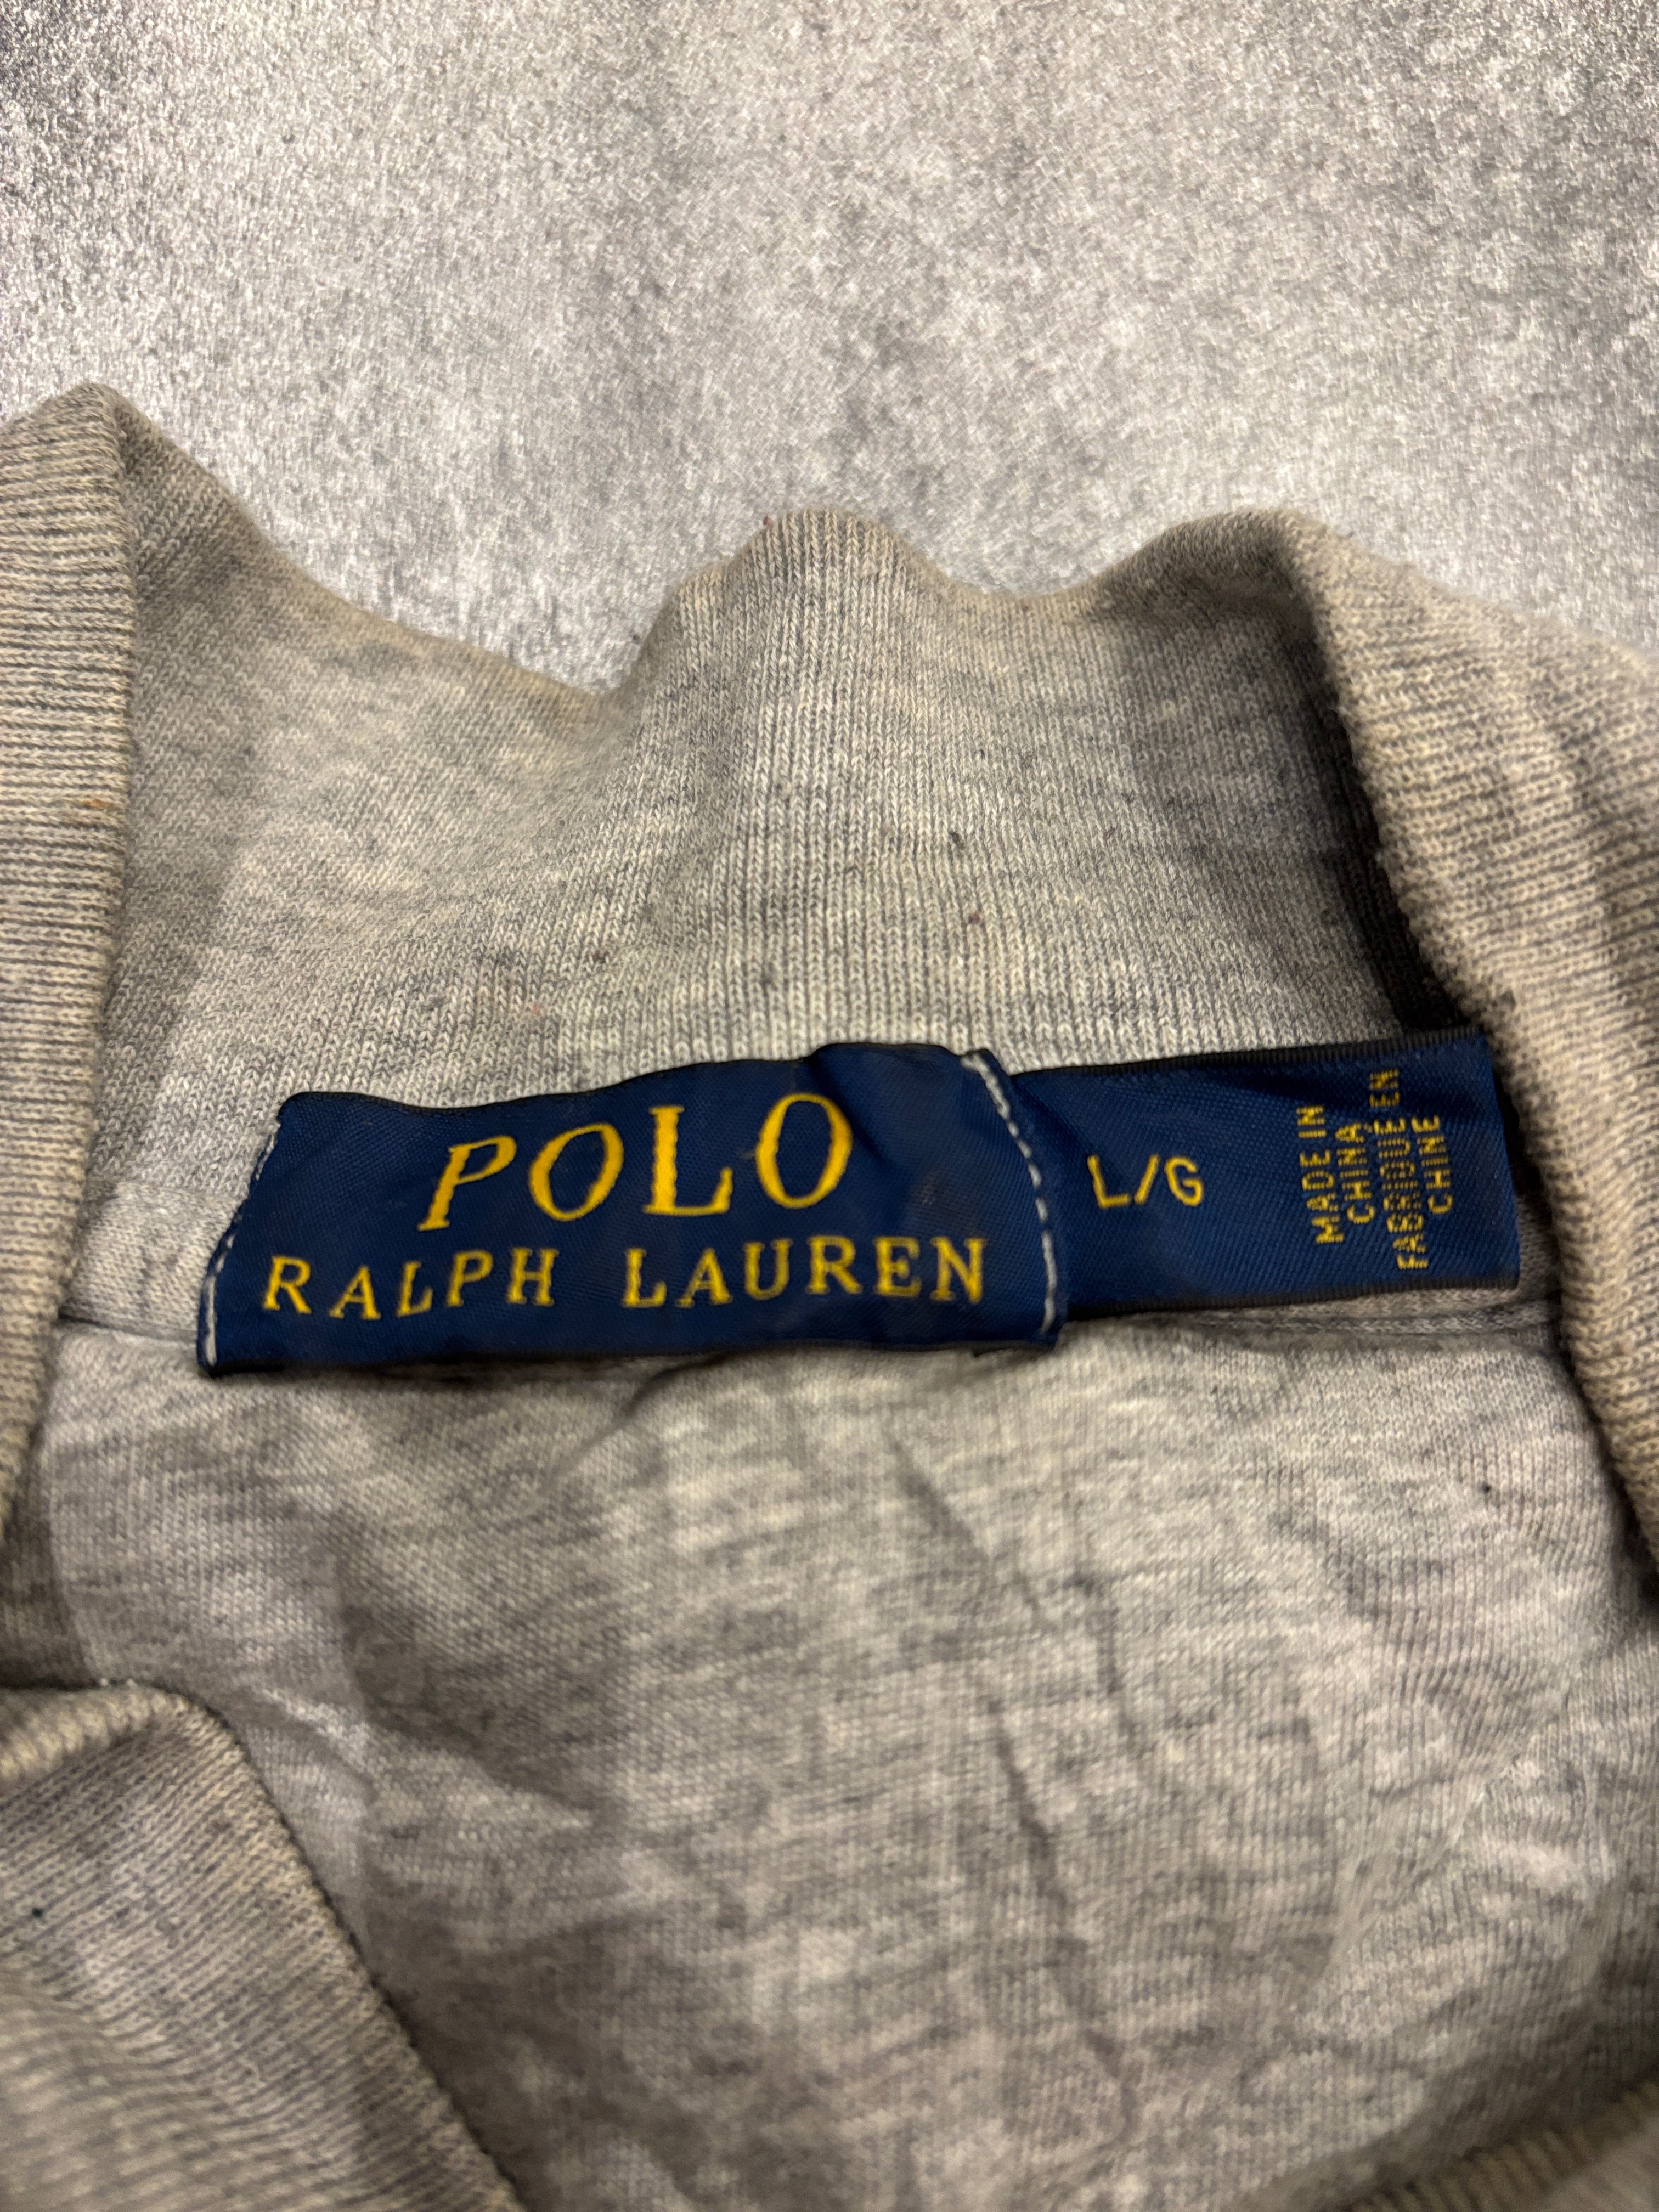 POLO
RALPH LAUREN
L/G
MADE IN
CHINA
FABRIQUE EN
CHINE